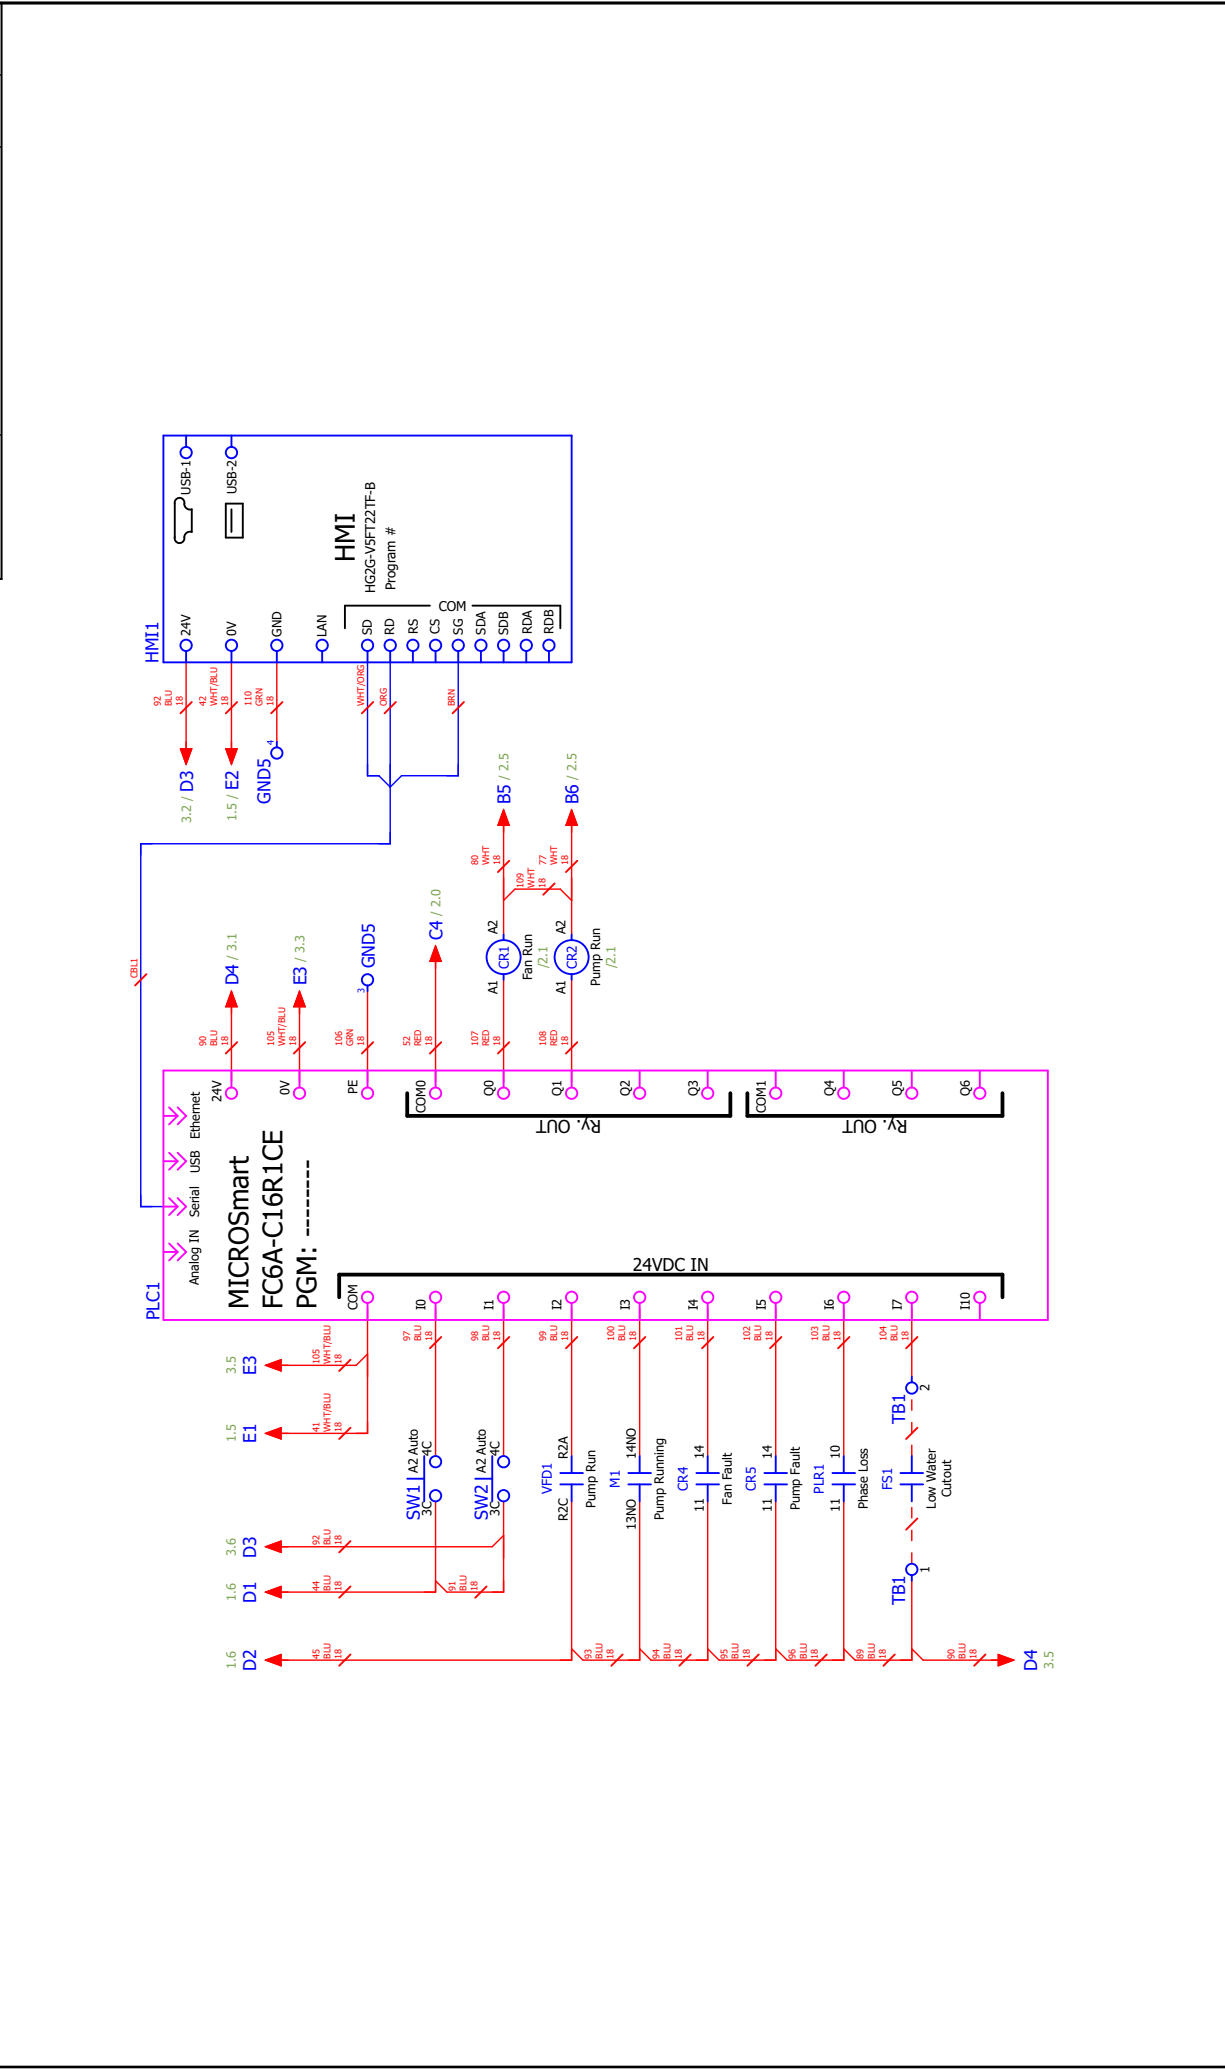 HMI1
24V
0V
GND
LAN
SD
RD
RS
CS
SG
SDA
SDB
RDA
RDB
COM
USB-1
USB-2
HMI
HG2G-V5FT22TF-B
Program #
92
BLU
18
42
WHT/BLU
18
110
GRN
18
WHT/ORG
ORG
BRN
3.2 / D3
1.5 / E2
GND5
4
CBL1
D4 / 3.1
E3 / 3.3
GND5
3
C4 / 2.0
B5 / 2.5
B6 / 2.5
80
WHT
18
109
WHT
18
77
WHT
18
A2
CR1
A1
Fan Run
/2.1
A2
CR2
A1
Pump Run
/2.1
90
BLU
18
105
WHT/BLU
18
106
GRN
18
52
RED
18
107
RED
18
108
RED
18
PLC1
Analog IN
Serial
USB
Ethernet
MICROSmart
FC6A-C16R1CE
PGM: ---------
24V
0V
PE
COM0
Q0
Q1
Q2
Q3
COM1
Q4
Q5
Q6
Ry. OUT
Ry. OUT
24VDC IN
COM
I0
I1
I2
I3
I4
I5
I6
I7
I10
105
WHT/BLU
18
3.5
E3
41
WHT/BLU
18
1.5
E1
97
BLU
18
98
BLU
18
99
BLU
18
100
BLU
18
101
BLU
18
102
BLU
18
103
BLU
18
104
BLU
18
SW1
A2 Auto
3C
4C
SW2
A2 Auto
3C
4C
VFD1
R2C
R2A
Pump Run
M1
13NO
14NO
Pump Running
CR4
11
14
Fan Fault
CR5
11
14
Pump Fault
PLR1
11
10
Phase Loss
TB1
2
FS1
Low Water
Cutout
TB1
1
3.6
D3
92
BLU
18
1.6
D1
44
BLU
18
91
BLU
18
1.6
D2
45
BLU
18
93
BLU
18
94
BLU
18
95
BLU
18
96
BLU
18
89
BLU
18
90
BLU
18
D4
3.5